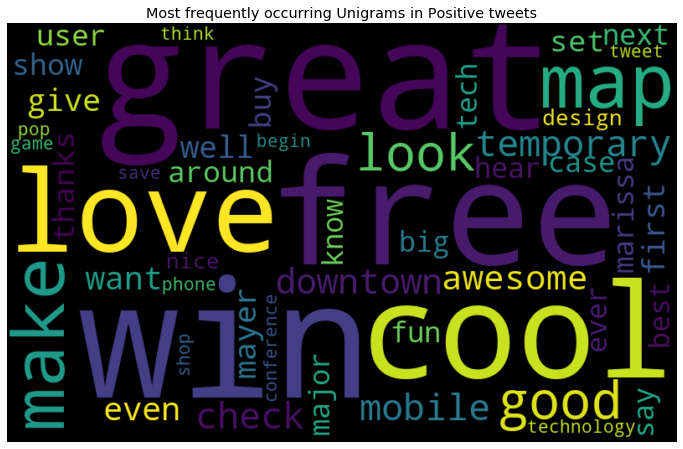 Most frequently occurring Unigrams in Positive tweets
user
think
great
set
next
tweet
show
buy
tech
map
give
design
pop
game
thanks
well
begin
look
temporary
save
around
hear
case
marissa
first
love
free
know
big
nice
want
phone
downtown
awesome
make
win
shop
mayer
conference
cool
fun
ever
best
even
check
major
mobile
good
say
technology